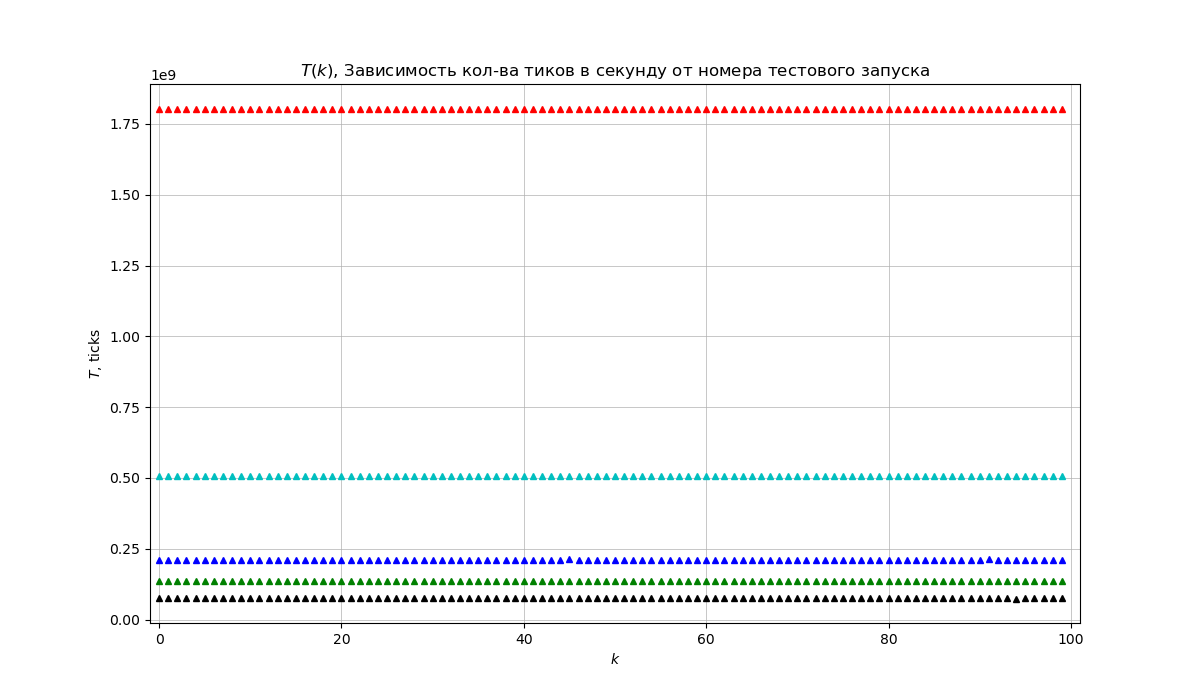 T(k), Зависимость кол-ва тиков в секунду от номера тестового запуска
1e9
1.75
1.50
1.25
1.00
0.75
0.50
0.25
0.00
T, ticks
0 20 40 60 80 100
k